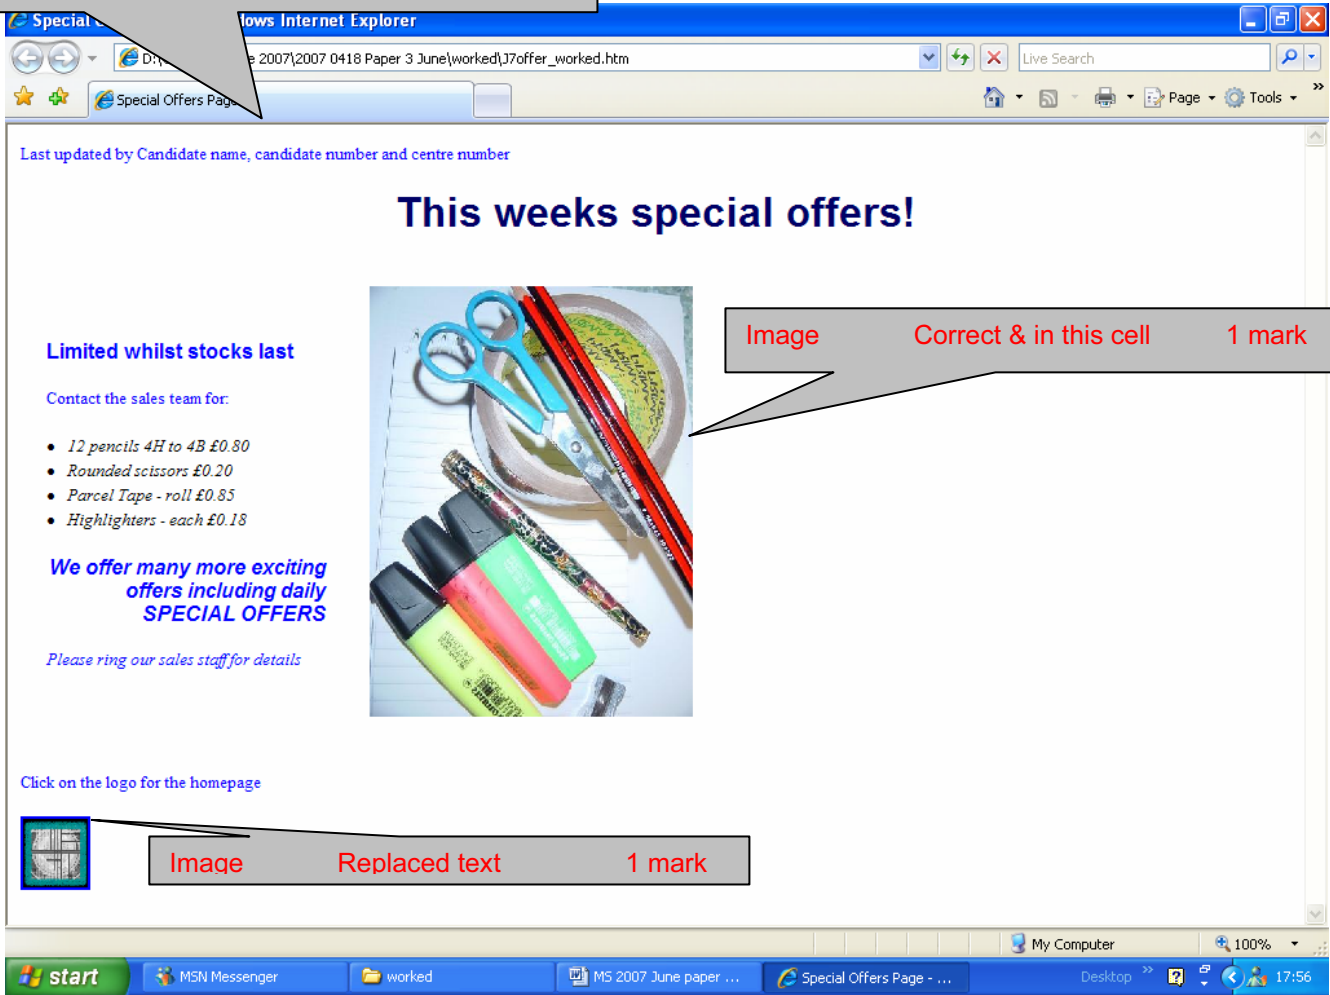 Special
dows Internet Explorer
e 2007\2007 0418 Paper 3 June\worked\J7offer_worked.htm
Live Search
Special Offers Page
Page
Tools
Last updated by Candidate name, candidate number and centre number
This weeks special offers!
Image Correct & in this cell 1 mark
Limited whilst stocks last
Contact the sales team for:
• 12 pencils 4H to 4B £0.80
• Rounded scissors £0.20
• Parcel Tape - roll £0.85
• Highlighters - each £0.18
We offer many more exciting
offers including daily
SPECIAL OFFERS
Please ring our sales staff for details
Click on the logo for the homepage
Image Replaced text 1 mark
My Computer
100%
start
MSN Messenger
worked
MS 2007 June paper ...
Special Offers Page - ...
Desktop
17:56